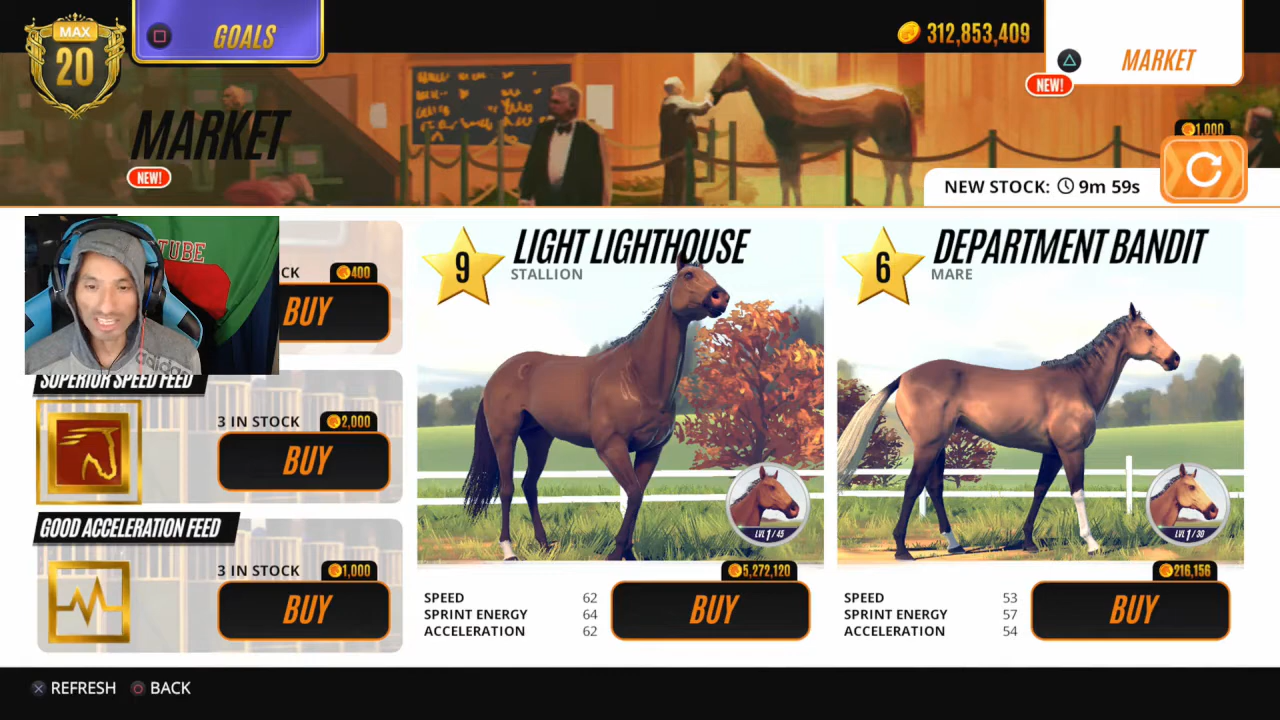 MAX
20
GOALS
312,853,409
MARKET
NEW!
MARKET
NEW!
1,000
NEW STOCK: 9m 59s
TUBE
CK
400
BUY
SUPERIOR SPEED FEED
3 IN STOCK
2,000
BUY
GOOD ACCELERATION FEED
3 IN STOCK
1,000
BUY
9
LIGHT LIGHTHOUSE
STALLION
LVL 1/45
5,272,120
SPEED 62
SPRINT ENERGY 64
ACCELERATION 62
BUY
6
DEPARTMENT BANDIT
MARE
LVL 1/30
216,156
SPEED 53
SPRINT ENERGY 57
ACCELERATION 54
BUY
REFRESH
BACK
adidas